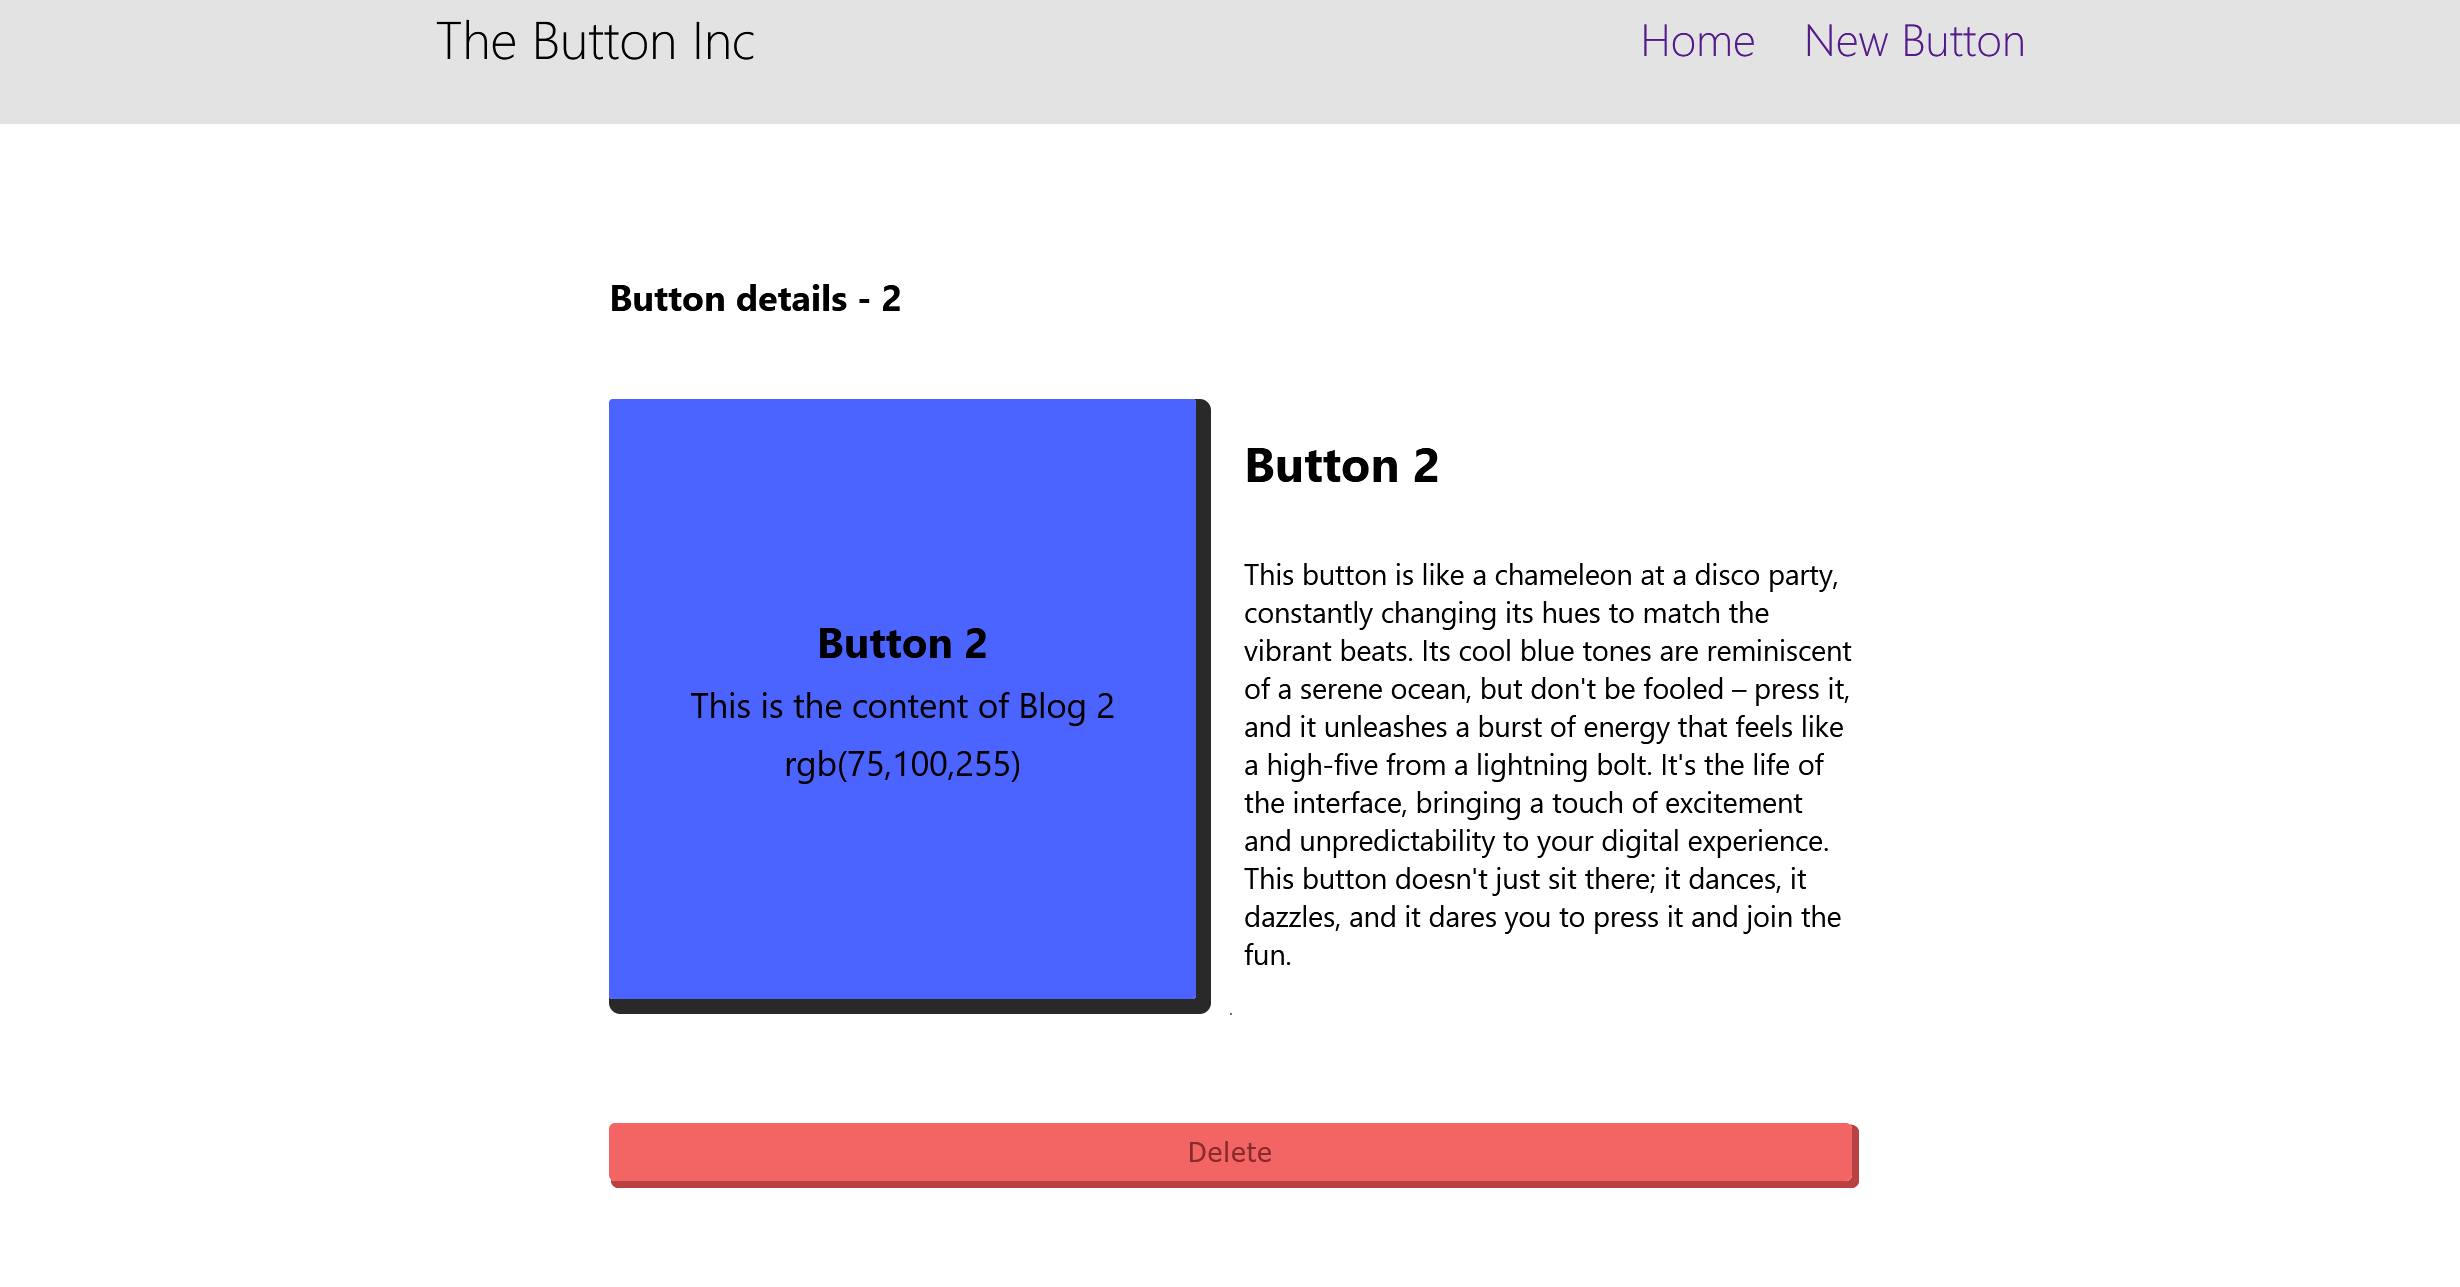 The Button Inc
Home
New Button
Button details - 2
Button 2
This is the content of Blog 2
rgb(75,100,255)
Button 2
This button is like a chameleon at a disco party,
constantly changing its hues to match the
vibrant beats. Its cool blue tones are reminiscent
of a serene ocean, but don't be fooled – press it,
and it unleashes a burst of energy that feels like
a high-five from a lightning bolt. It's the life of
the interface, bringing a touch of excitement
and unpredictability to your digital experience.
This button doesn't just sit there; it dances, it
dazzles, and it dares you to press it and join the
fun.
Delete